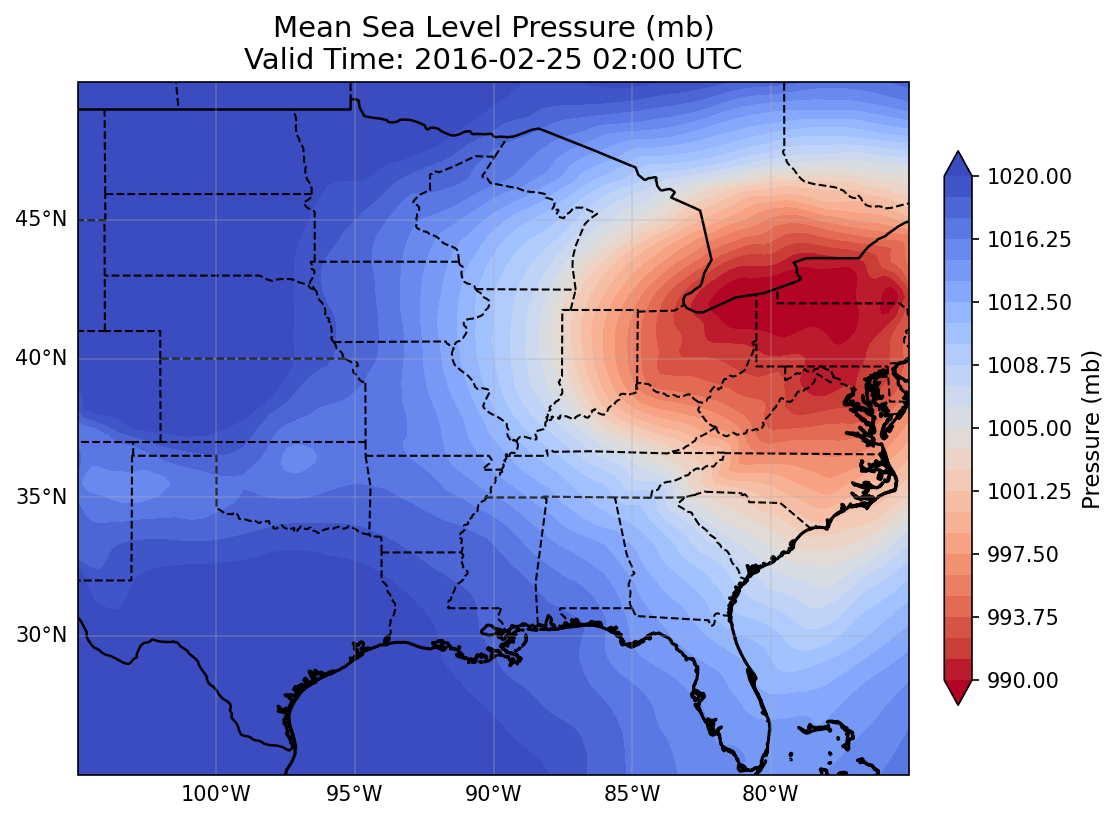 Mean Sea Level Pressure (mb)
Valid Time: 2016-02-25 02:00 UTC
45°N
40°N
35°N
30°N
100°W
95°W
90°W
85°W
80°W
1020.00
1016.25
1012.50
1008.75
1005.00
1001.25
997.50
993.75
990.00
Pressure (mb)